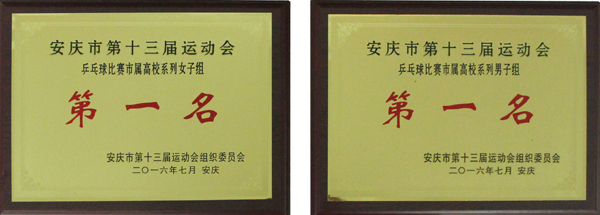 安庆市第十三届运动会
乒乓球比赛市属高校系列女子组
第一名
安庆市第十三届运动会组织委员会
二〇一六年七月 安庆
安庆市第十三届运动会
乒乓球比赛市属高校系列男子组
第一名
安庆市第十三届运动会组织委员会
二〇一六年七月 安庆